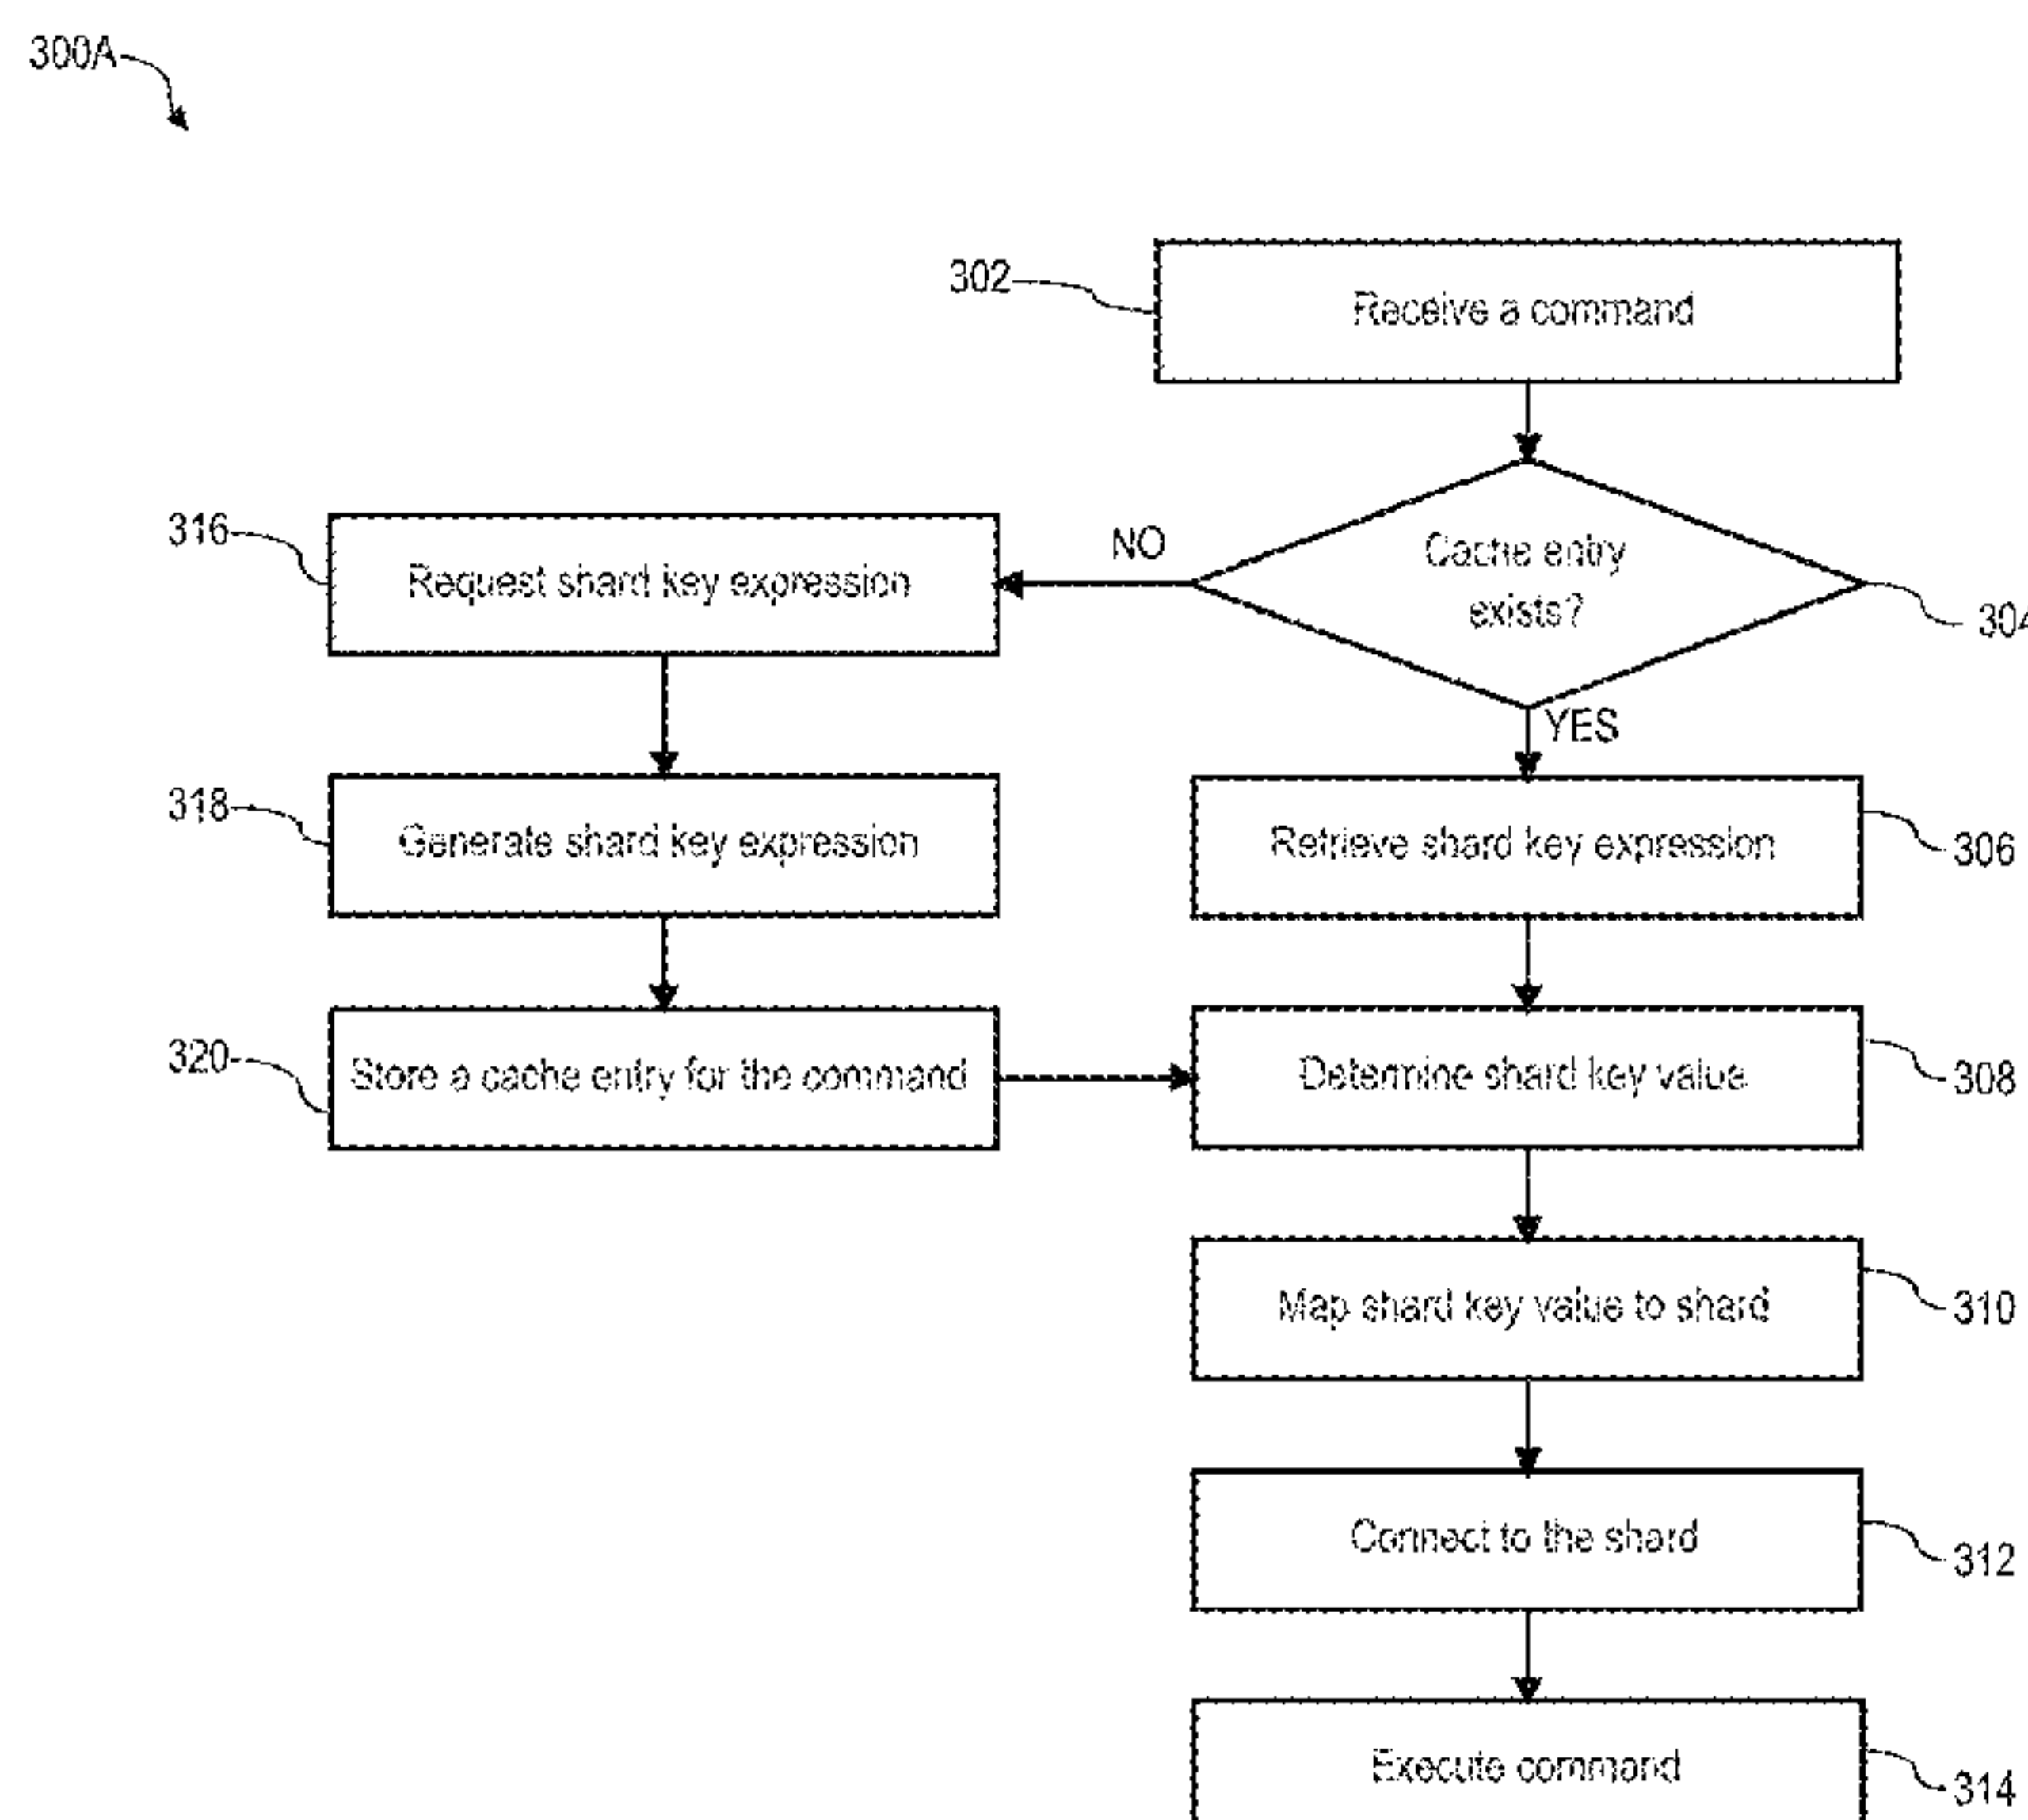 300A
302
Receive a command
Cache entry
exists?
304
NO
YES
316
Request shard key expression
318
Generate shard key expression
Retrieve shard key expression
306
320
Store a cache entry for the command
Determine shard key value
308
Map shard key value to shard
310
Connect to the shard
312
Execute command
314